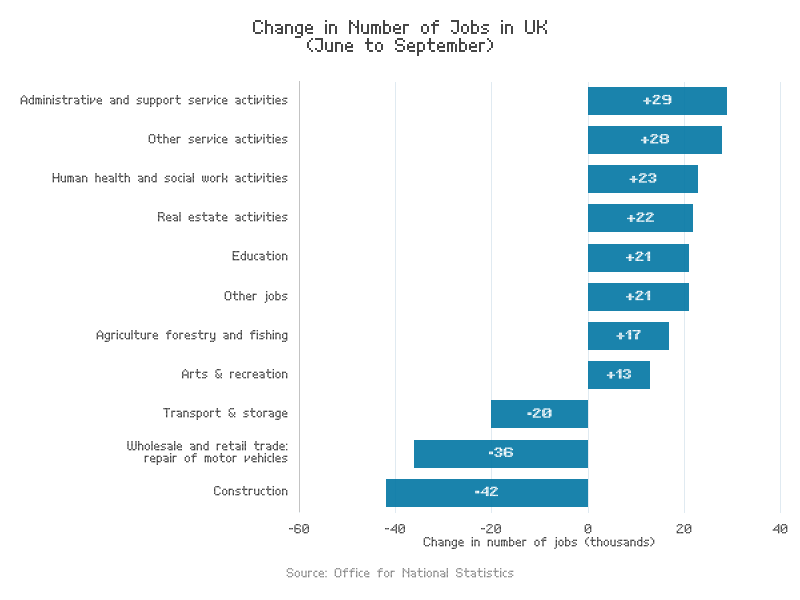 Change in Number of Jobs in UK
(June to September)
Administrative and support service activities
+29
Other service activities
+28
Human health and social work activities
+23
Real estate activities
+22
Education
+21
Other jobs
+21
Agriculture forestry and fishing
+17
Arts & recreation
+13
Transport & storage
-20
Wholesale and retail trade:
repair of motor vehicles
-36
Construction
-42
-60 -40 -20 0 20 40
Change in number of jobs (thousands)
Source: Office for National Statistics